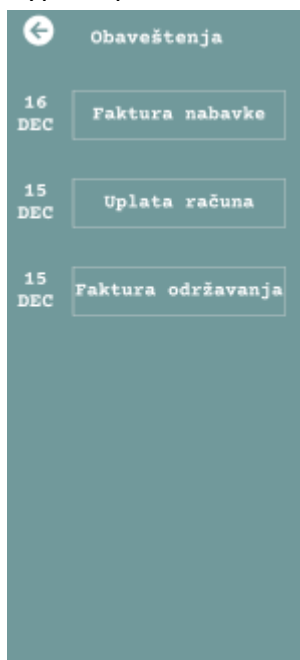 Obaveštenja
16
DEC
Faktura nabavke
15
DEC
Uplata računa
15
DEC
Faktura održavanja